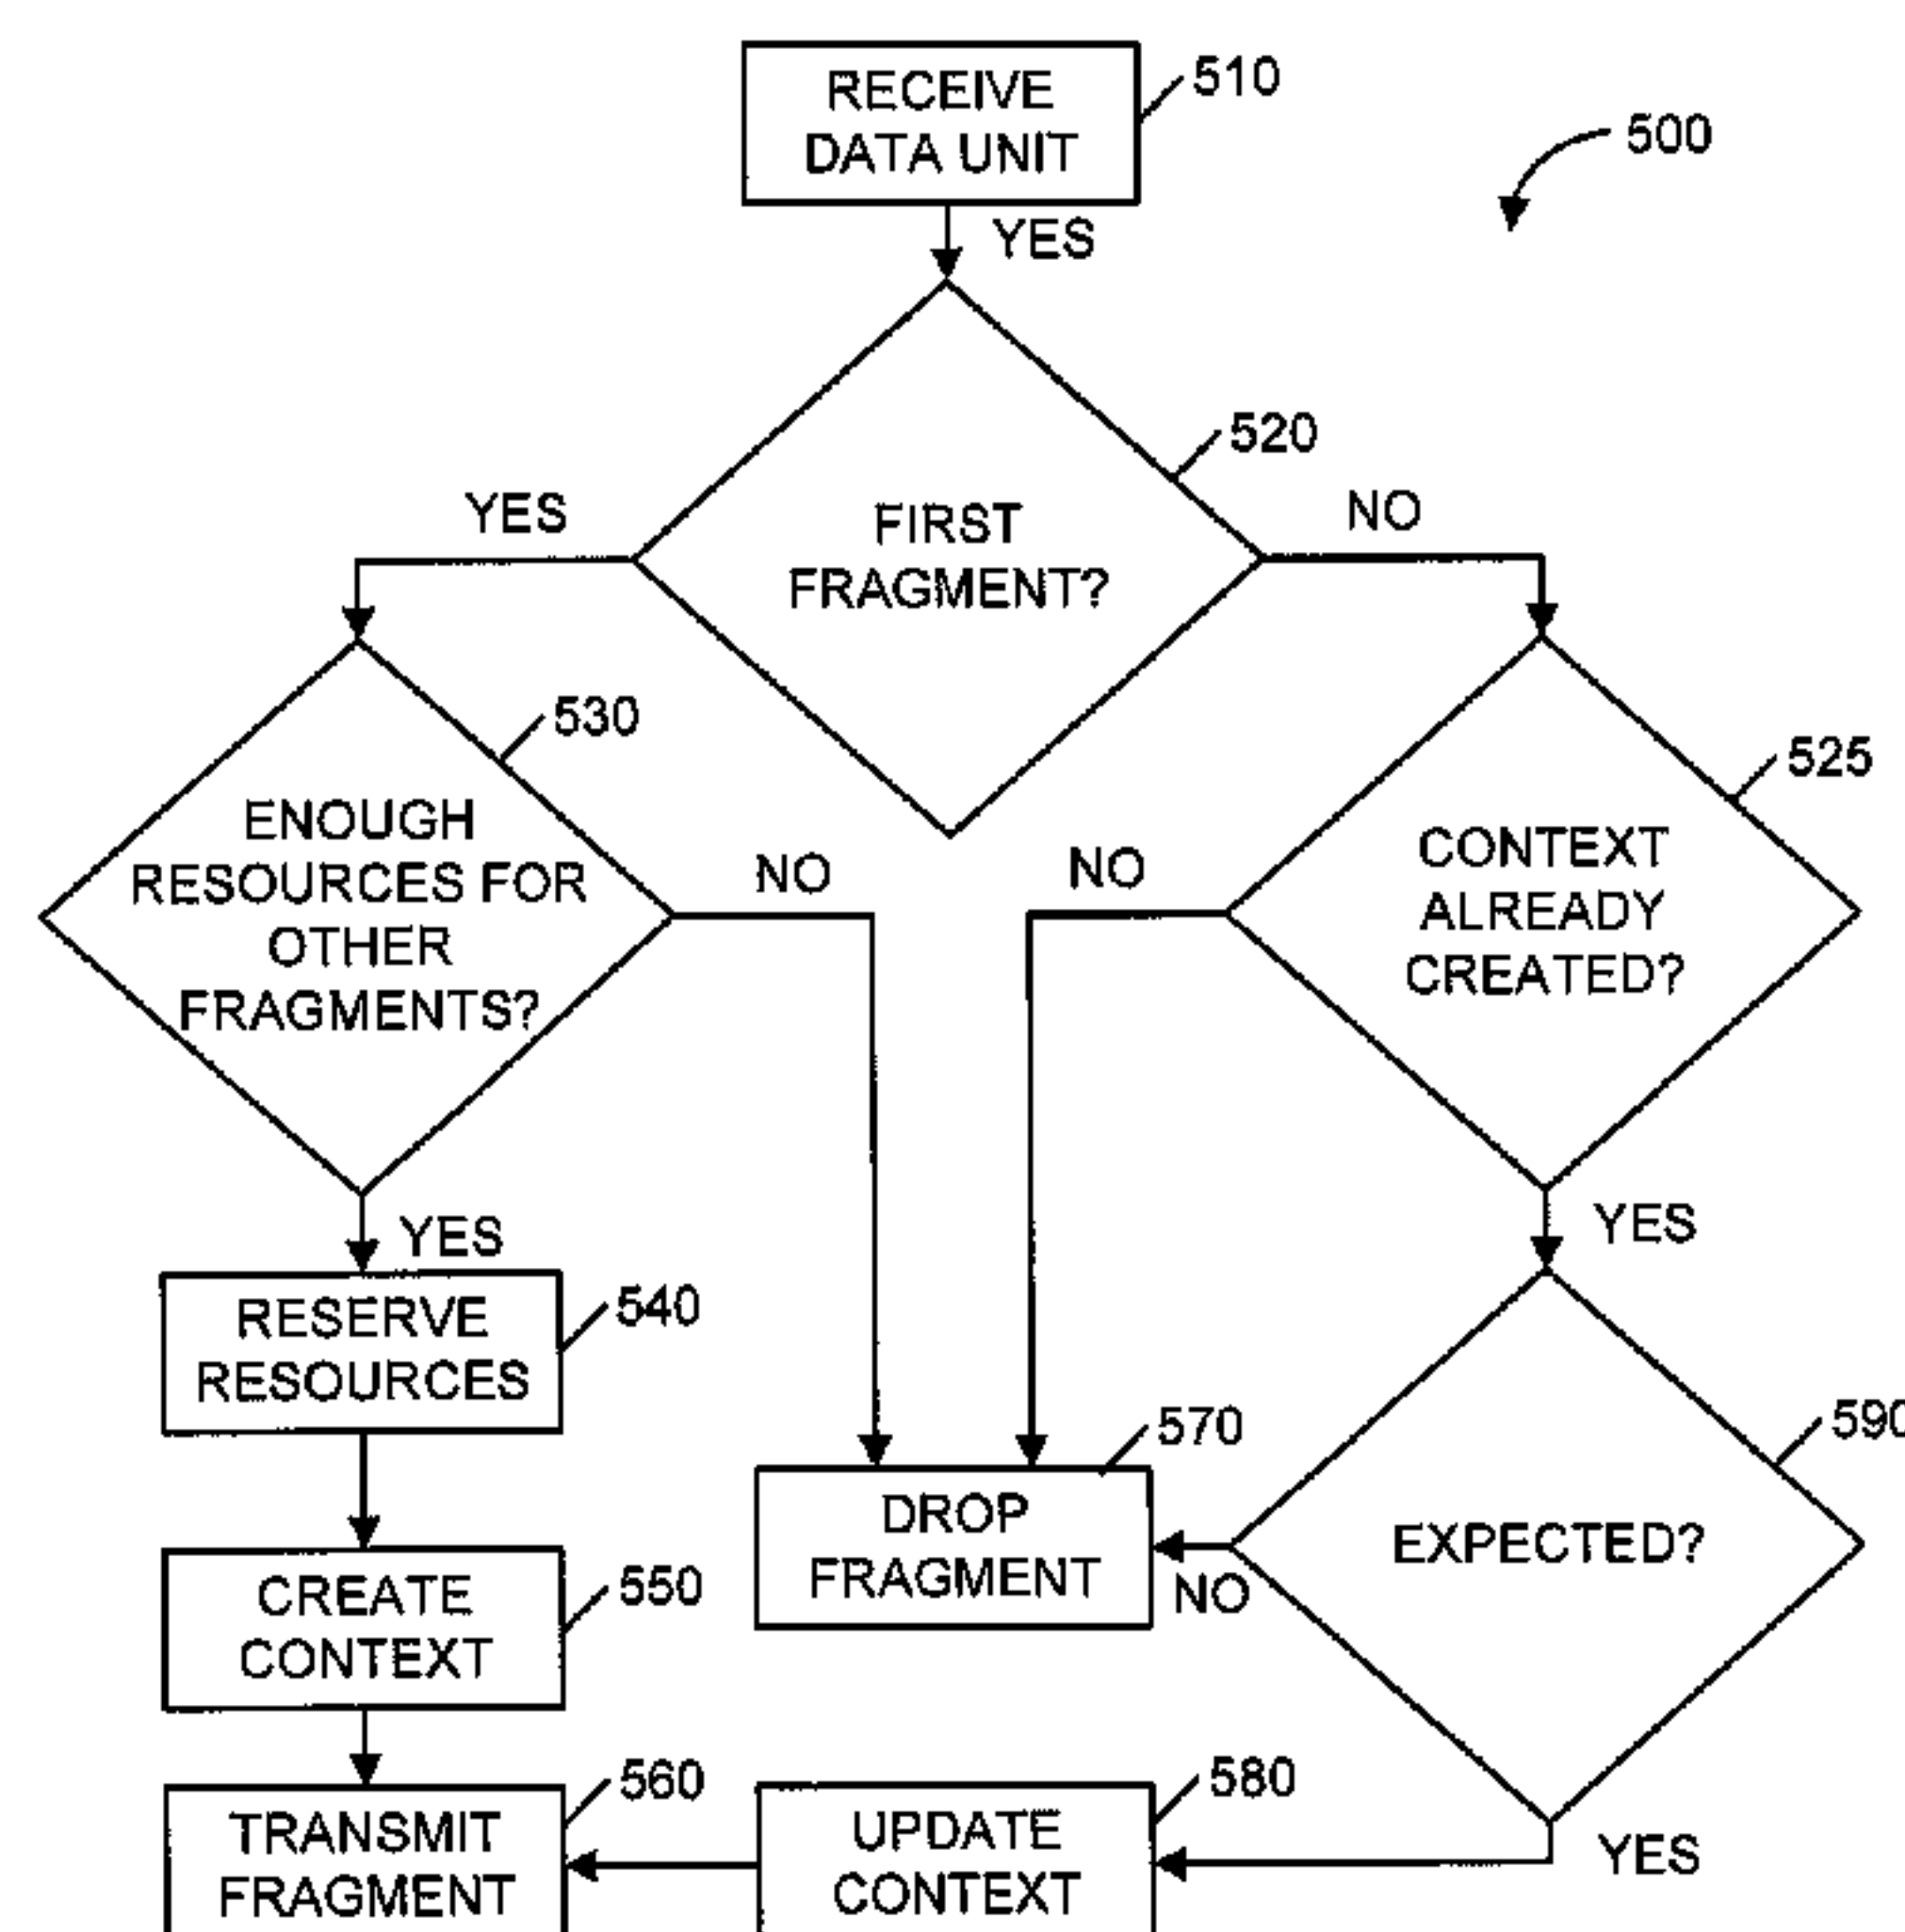 RECEIVE
DATA UNIT
510
500
YES
520
FIRST
FRAGMENT?
YES
NO
530
ENOUGH
RESOURCES FOR
OTHER
FRAGMENTS?
NO
525
CONTEXT
ALREADY
CREATED?
NO
YES
YES
RESERVE
RESOURCES
540
590
EXPECTED?
570
DROP
FRAGMENT
NO
CREATE
CONTEXT
550
TRANSMIT
FRAGMENT
560
UPDATE
CONTEXT
580
YES